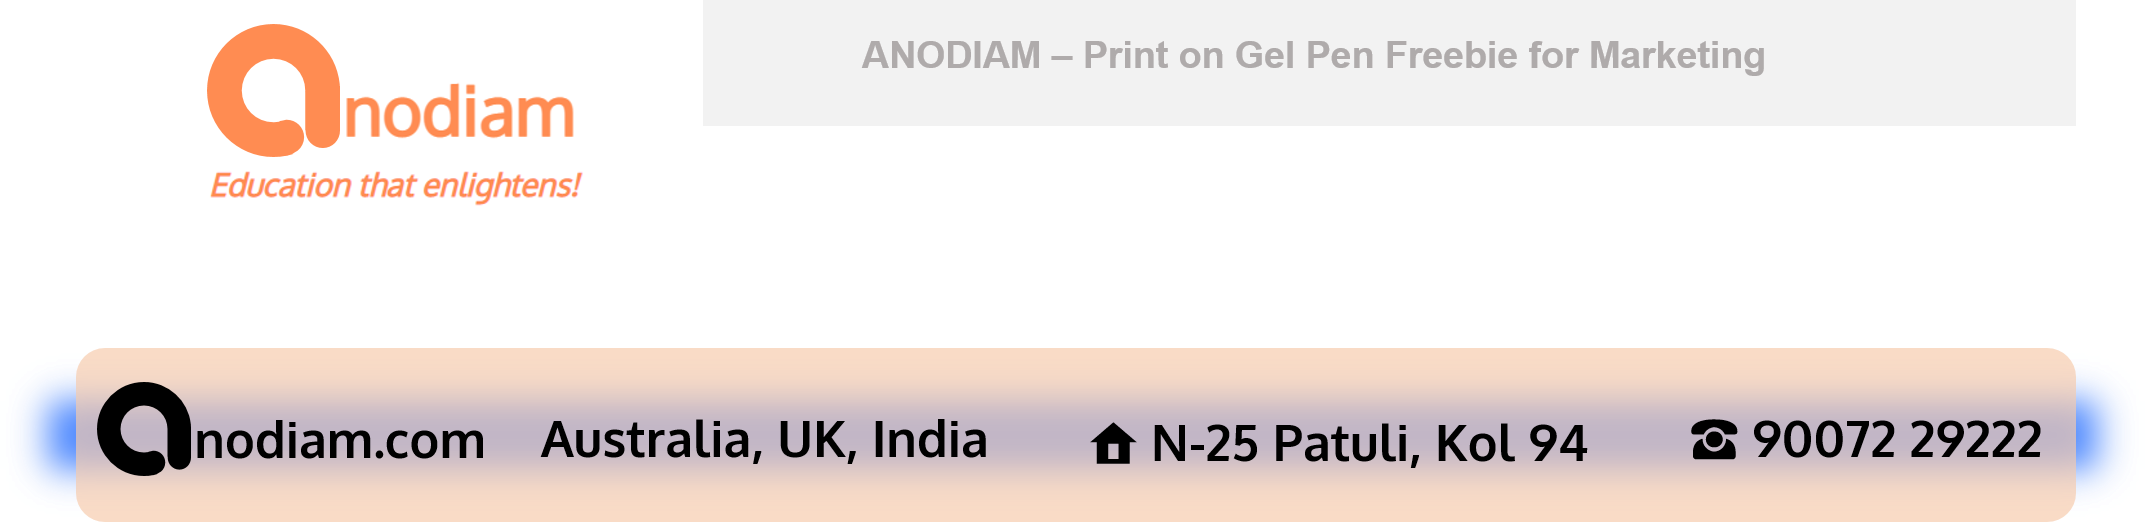 anodiam
Education that enlightens!
ANODIAM – Print on Gel Pen Freebie for Marketing
anodiam.com Australia, UK, India N-25 Patuli, Kol 94 90072 29222